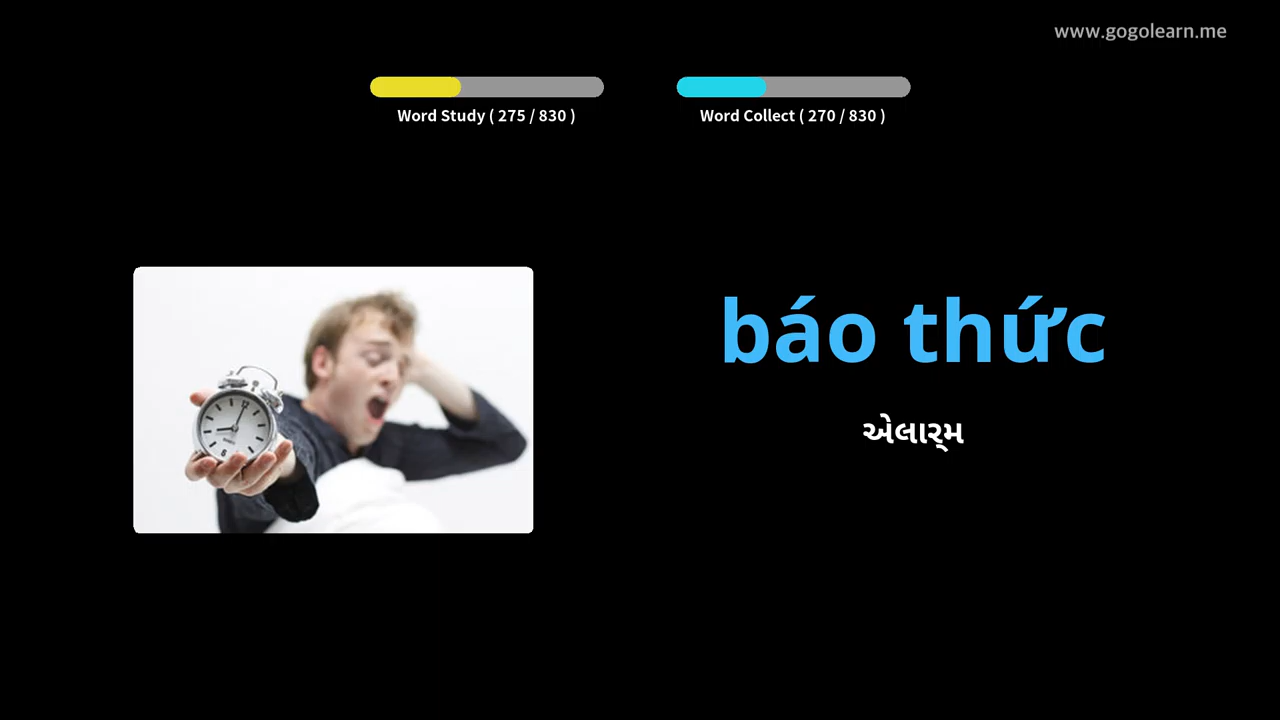 www.gogolearn.me
Word Study ( 275 / 830 )
Word Collect ( 270 / 830 )
báo thức
એલાર્મ